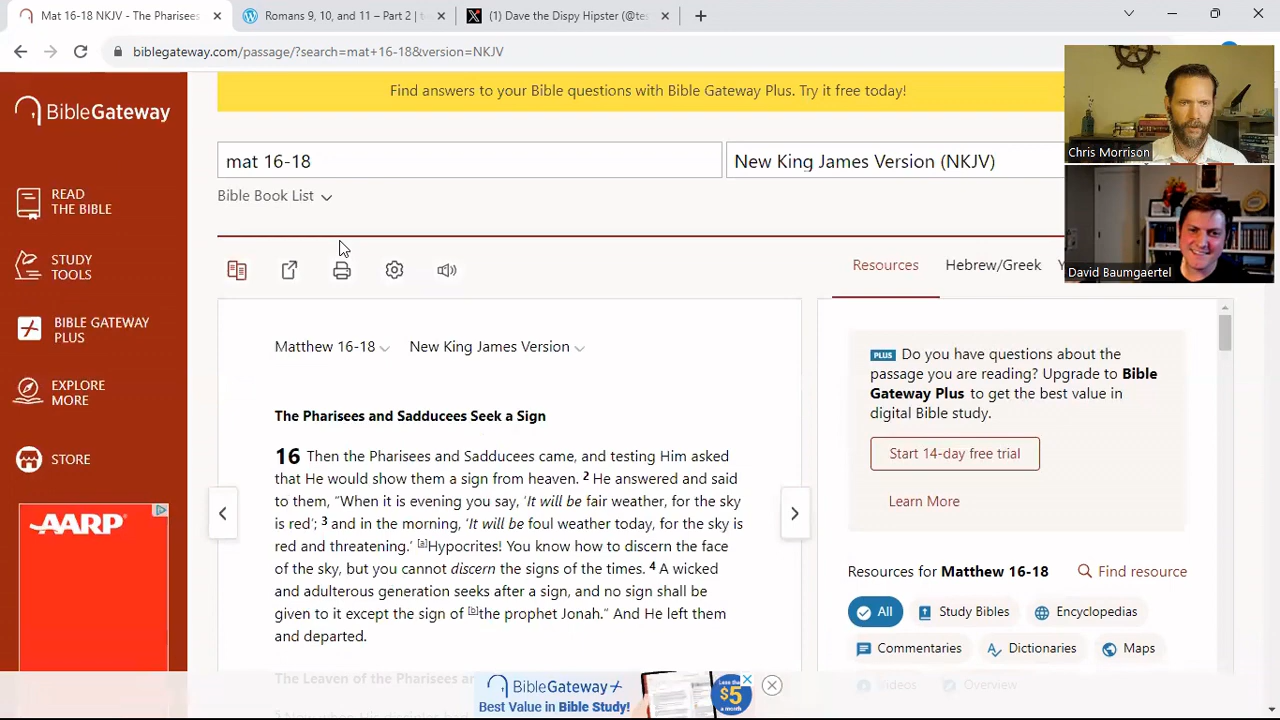 Mat 16-18 NKJV - The Pharisees
Romans 9, 10, and 11 – Part 2 |
(1) Dave the Dispy Hipster (@te
biblegateway.com/passage/?search=mat+16-18&version=NKJV
Find answers to your Bible questions with Bible Gateway Plus. Try it free today!
BibleGateway
mat 16-18
New King James Version (NKJV)
Chris Morrison
Bible Book List
READ
THE BIBLE
STUDY
TOOLS
Resources
Hebrew/Greek
Y
David Baumgaertel
BIBLE GATEWAY
PLUS
EXPLORE
MORE
STORE
AARP
Matthew 16-18
New King James Version
The Pharisees and Sadducees Seek a Sign
16 Then the Pharisees and Sadducees came, and testing Him asked
that He would show them a sign from heaven. 2 He answered and said
to them, “When it is evening you say, ‘It will be fair weather, for the sky
is red’; 3 and in the morning, ‘It will be foul weather today, for the sky is
red and threatening.’ [a]Hypocrites! You know how to discern the face
of the sky, but you cannot discern the signs of the times. 4 A wicked
and adulterous generation seeks after a sign, and no sign shall be
given to it except the sign of [b]the prophet Jonah.” And He left them
and departed.
The Leaven of the Pharisees an
PLUS Do you have questions about the
passage you are reading? Upgrade to Bible
Gateway Plus to get the best value in
digital Bible study.
Start 14-day free trial
Learn More
Resources for Matthew 16-18
Find resource
All
Study Bibles
Encyclopedias
Commentaries
Dictionaries
Maps
Videos
Overview
BibleGateway+
Best Value in Bible Study!
Less than
$5
a month